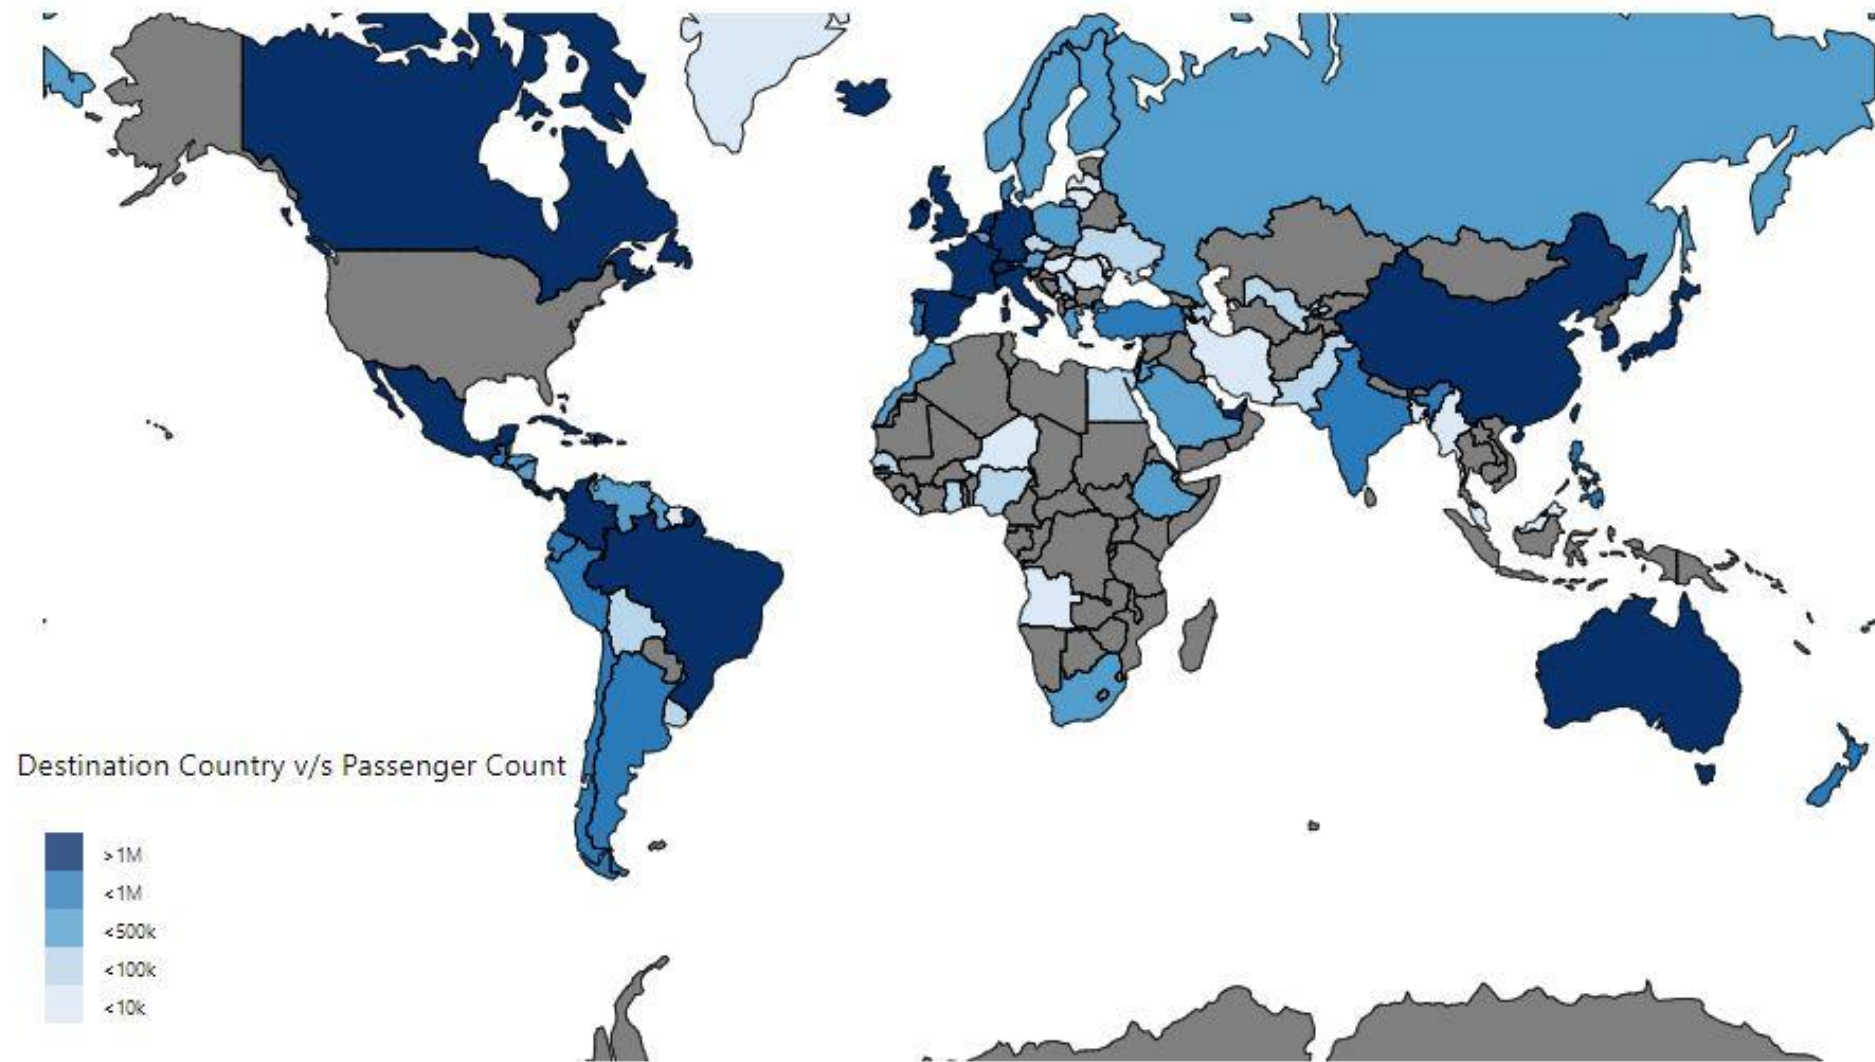 Destination Country v/s Passenger Count
>1M
<1M
<500k
<100k
<10k